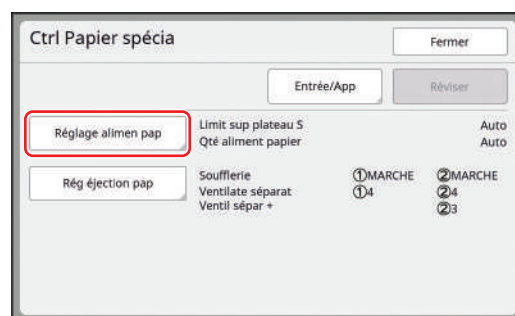 Ctrl Papier spécia
Fermer
Entrée/App
Réviser
Réglage alimen pap
Limit sup plateau S Auto
Qté aliment papier Auto
Rég éjection pap
Soufflerie ①MARCHE ②MARCHE
Ventilate séparat ①4 ②4
Ventil sépar + ②3